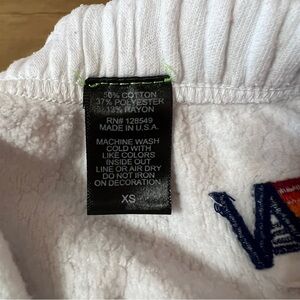 50% COTTON
37% POLYESTER
13% RAYON
RN# 128549
MADE IN U.S.A.
MACHINE WASH
COLD WITH
LIKE COLORS
INSIDE OUT
LINE OR AIR DRY
DO NOT IRON
ON DECORATION
XS